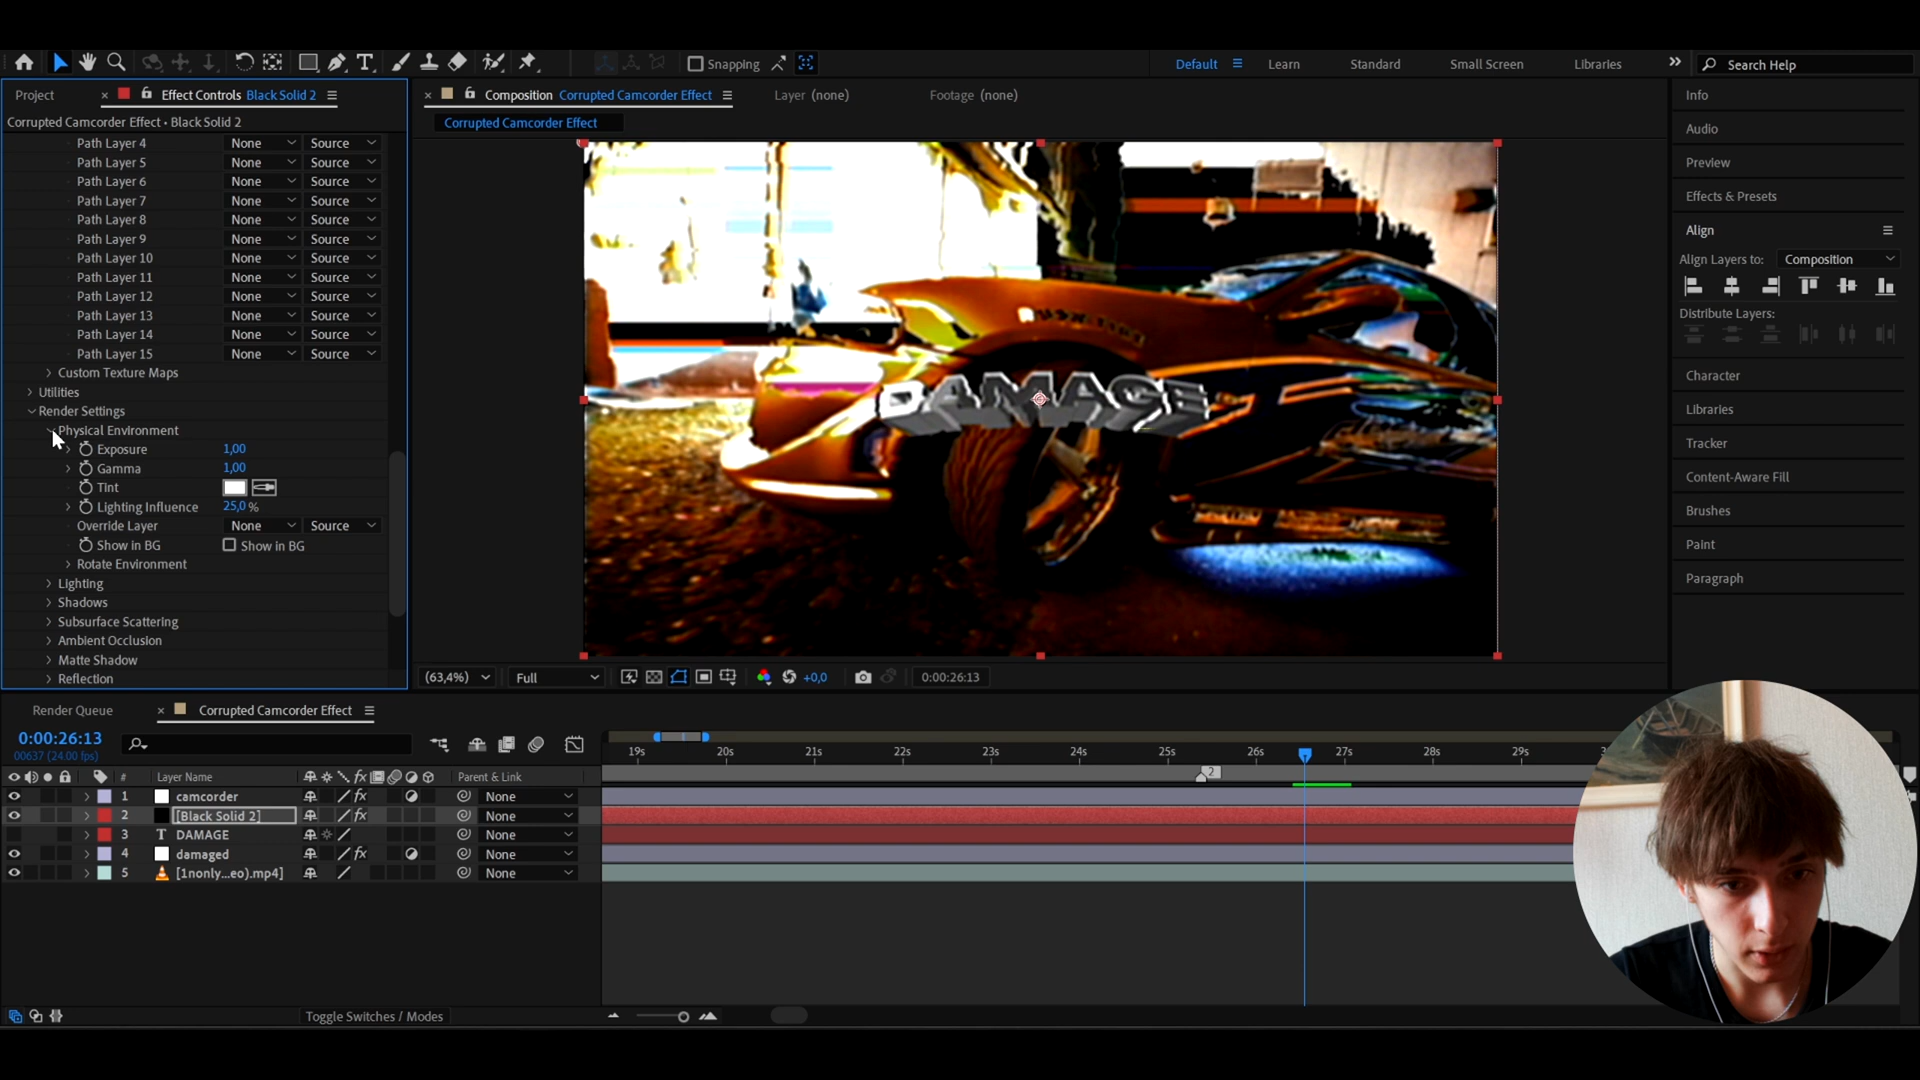 Snapping
Default
Learn
Standard
Small Screen
Libraries
Search Help
Project
Effect Controls Black Solid 2
Composition Corrupted Camcorder Effect
Layer (none)
Footage (none)
Corrupted Camcorder Effect • Black Solid 2
Corrupted Camcorder Effect
Path Layer 4 None Source
Path Layer 5 None Source
Path Layer 6 None Source
Path Layer 7 None Source
Path Layer 8 None Source
Path Layer 9 None Source
Path Layer 10 None Source
Path Layer 11 None Source
Path Layer 12 None Source
Path Layer 13 None Source
Path Layer 14 None Source
Path Layer 15 None Source
Custom Texture Maps
Utilities
Render Settings
Physical Environment
Exposure 1,00
Gamma 1,00
Tint
Lighting Influence 25,0 %
Override Layer None Source
Show in BG Show in BG
Rotate Environment
Lighting
Shadows
Subsurface Scattering
Ambient Occlusion
Matte Shadow
Reflection
DAMAGE
(63,4%)
Full
+0,0
0:00:26:13
Info
Audio
Preview
Effects & Presets
Align
Align Layers to: Composition
Distribute Layers:
Character
Libraries
Tracker
Content-Aware Fill
Brushes
Paint
Paragraph
Render Queue
Corrupted Camcorder Effect
0:00:26:13
00637 (24.00 fps)
19s 20s 21s 22s 23s 24s 25s 26s 27s 28s 29s
2
# Layer Name fx Parent & Link
1 camcorder fx None
2 [Black Solid 2] fx None
3 T DAMAGE None
4 damaged fx None
5 [1nonly...eo).mp4] None
Toggle Switches / Modes